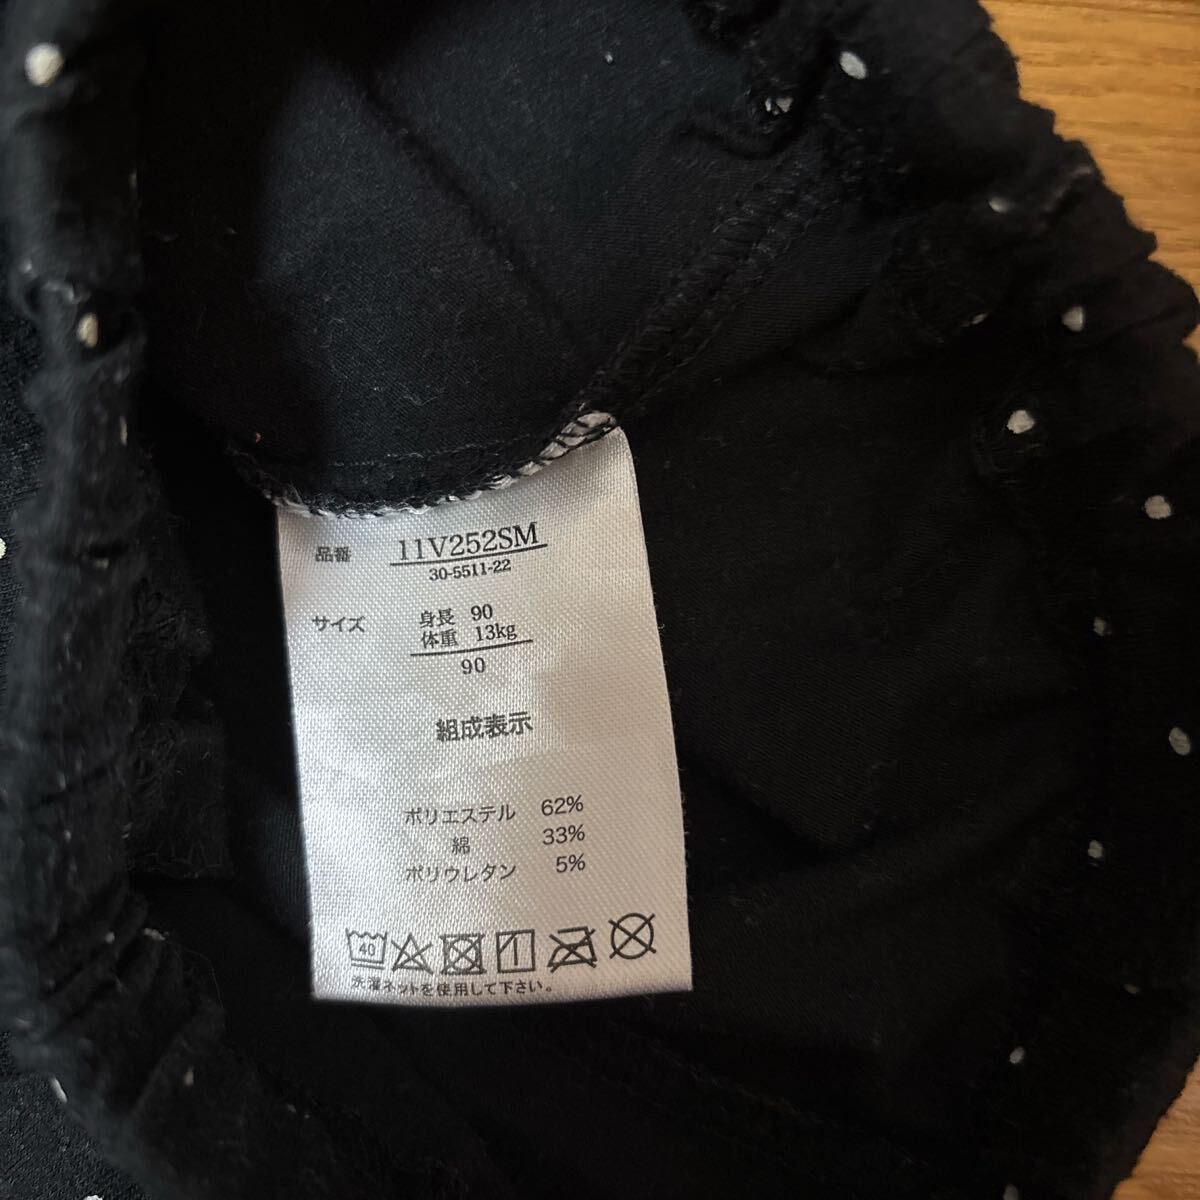 品番 11V252SM
30-5511-22
サイズ 身長 90
体重 13kg
90
組成表示
ポリエステル 62%
綿 33%
ポリウレタン 5%
40
洗濯ネットを使用して下さい。